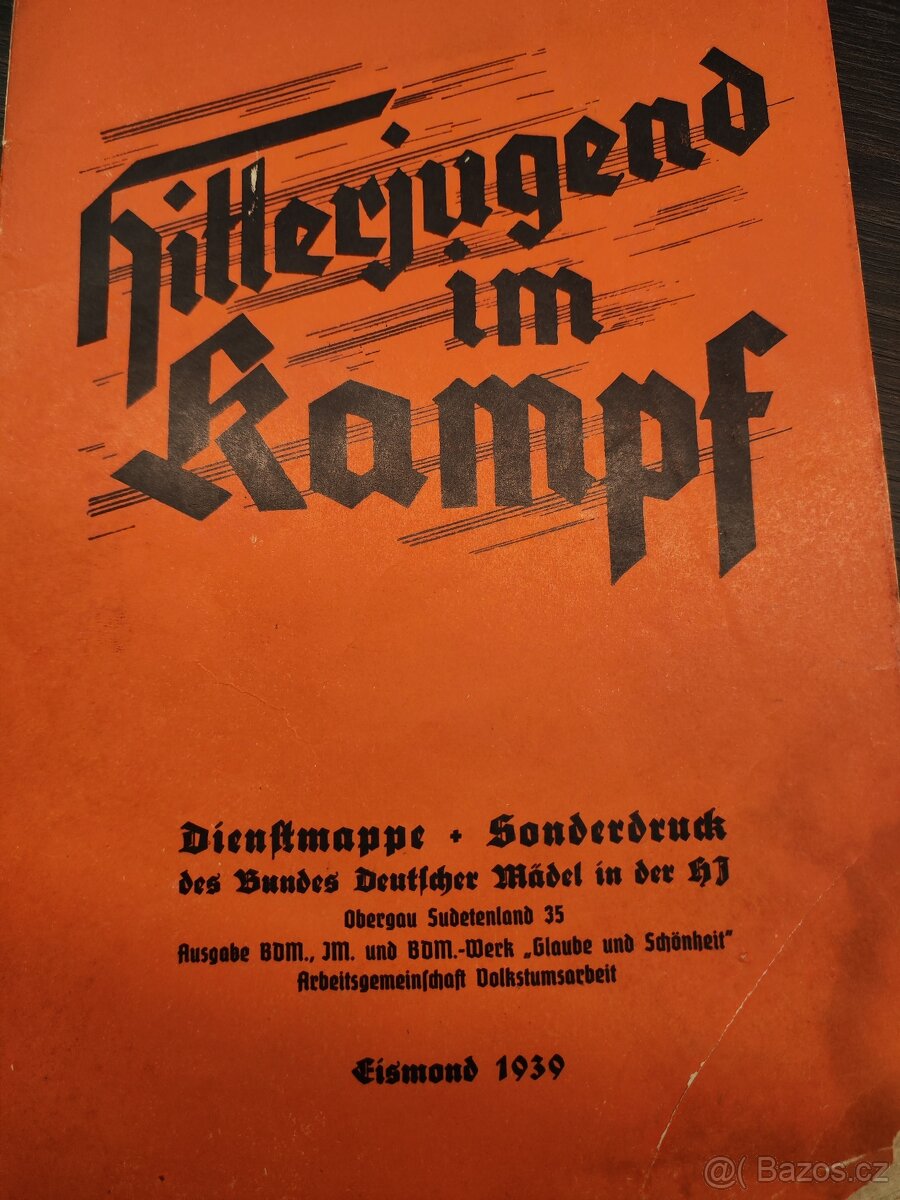 Hitlerjugend
im
Kampf
Dienstmappe + Sonderdruck
des Bundes Deutscher Mädel in der HJ
Obergau Sudetenland 35
Ausgabe BDM., JM. und BDM.-Werk „Glaube und Schönheit"
Arbeitsgemeinschaft Volkstumsarbeit
Eismond 1939
@( Bazos.cz